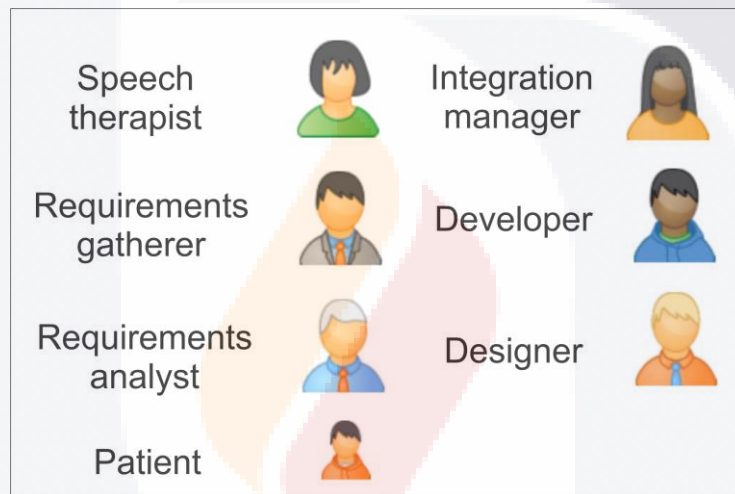 Speech
therapist
Integration
manager
Requirements
gatherer
Developer
Requirements
analyst
Designer
Patient